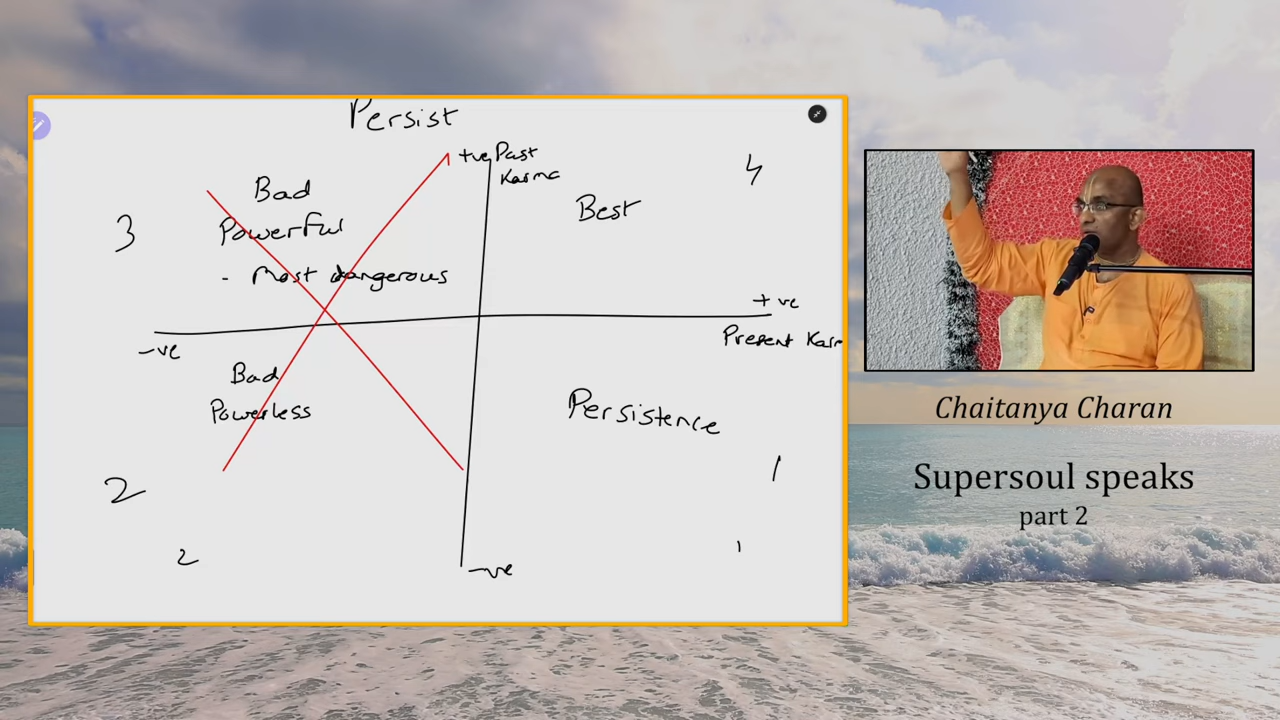 Persist
+ve Past
Karma
4
Bad
Powerful
- Most dangerous
3
Best
+ve
Present Kar
-ve
Bad
Powerless
Persistence
2
1
2
1
-ve
Chaitanya Charan
Supersoul speaks
part 2